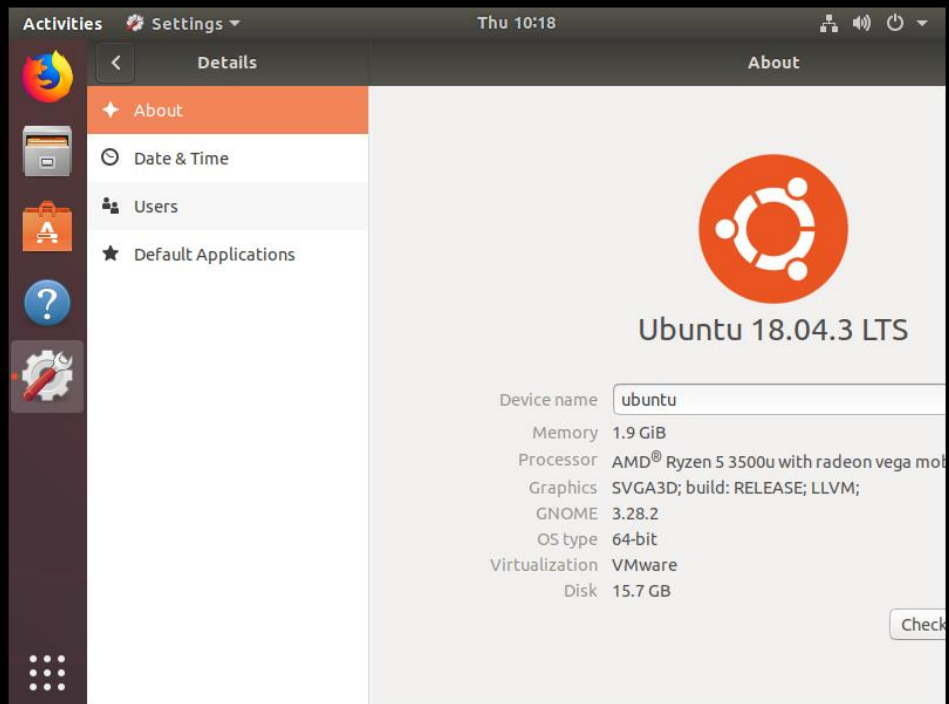 Activities Settings Thu 10:18
Details About
About
Date & Time
Users
Default Applications
Ubuntu 18.04.3 LTS
Device name ubuntu
Memory 1.9 GiB
Processor AMD® Ryzen 5 3500u with radeon vega
Graphics SVGA3D; build: RELEASE; LLVM;
GNOME 3.28.2
OS type 64-bit
Virtualization VMware
Disk 15.7 GB
Check